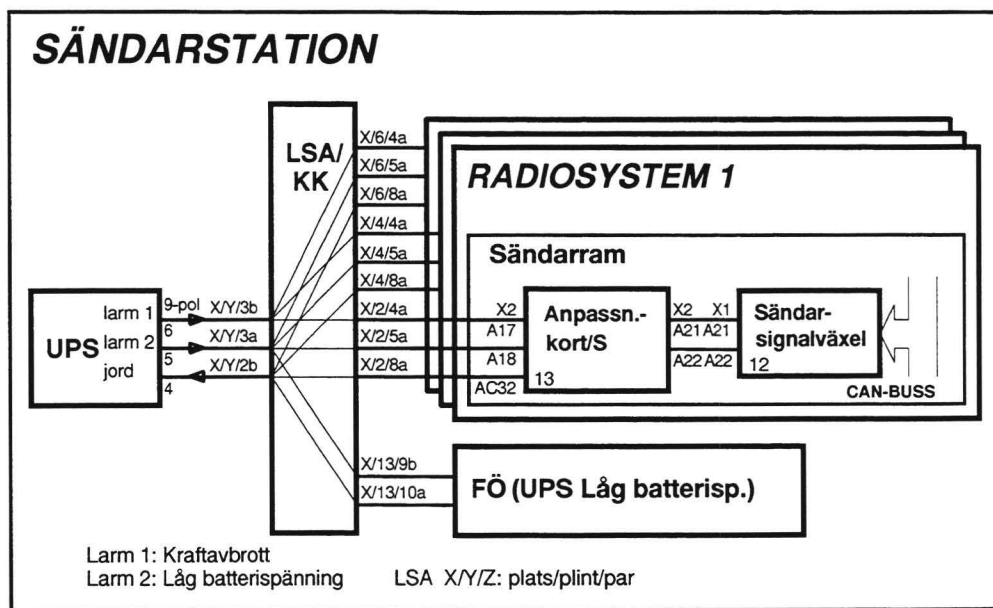 SÄNDARSTATION
LSA/
KK
X/6/4a
X/6/5a
X/6/8a
X/4/4a
X/4/5a
X/4/8a
X/2/4a
X/2/5a
X/2/8a
RADIOSYSTEM 1
Sändarram
UPS
larm 1
larm 2
jord
9-pol
6
5
4
X/Y/3b
X/Y/3a
X/Y/2b
X2
A17
A18
AC32
Anpassn.-
kort/S
13
X2 X1
A21 A21
A22 A22
Sändar-
signalväxel
12
CAN-BUSS
X/13/9b
X/13/10a
FÖ (UPS Låg batterisp.)
Larm 1: Kraftavbrott
Larm 2: Låg batterispänning LSA X/Y/Z: plats/plint/par